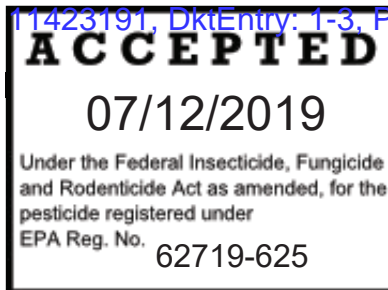 11423191, DktEntry: 1-3, P
ACCEPTED
07/12/2019
Under the Federal Insecticide, Fungicide
and Rodenticide Act as amended, for the
pesticide registered under
EPA Reg. No. 62719-625